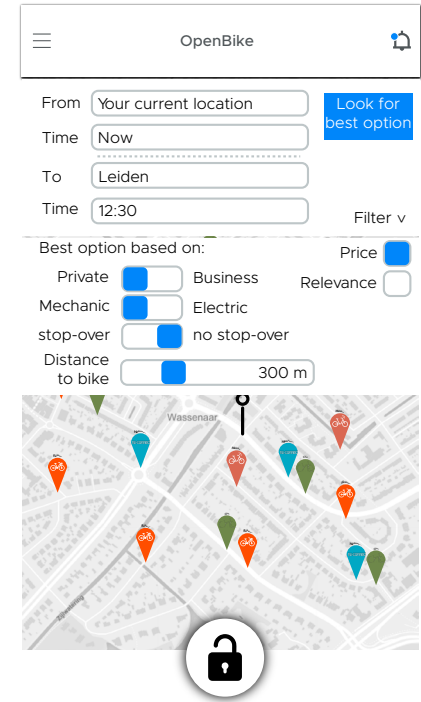 OpenBike
From Your current location
Look for
best option
Time Now
To Leiden
Time 12:30
Filter v
Best option based on:
Price
Private Business
Relevance
Mechanic Electric
stop-over no stop-over
Distance
to bike
300 m
Wassenaar